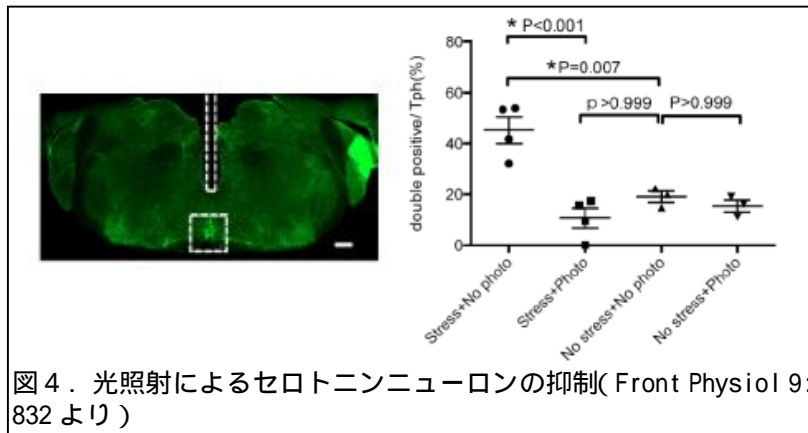 * P<0.001
*P=0.007
p >0.999
P>0.999
double positive/ Tph(%)
80
60
40
20
0
Stress+No photo
Stress+Photo
No stress+No photo
No stress+Photo
図４．光照射によるセロトニンニューロンの抑制( Front Physiol 9:
832 より )